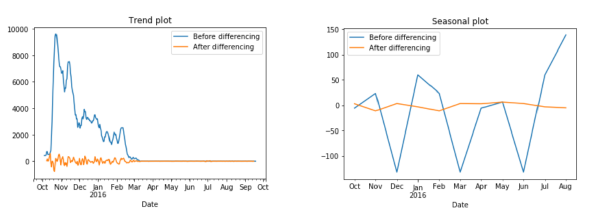 Trend plot
10000
8000
6000
4000
2000
0
Before differencing
After differencing
Oct Nov Dec Jan Feb Mar Apr May Jun Jul Aug Sep Oct
2016
Date
Seasonal plot
150
100
50
0
−50
−100
Before differencing
After differencing
Oct Nov Dec Jan Feb Mar Apr May Jun Jul Aug
2016
Date